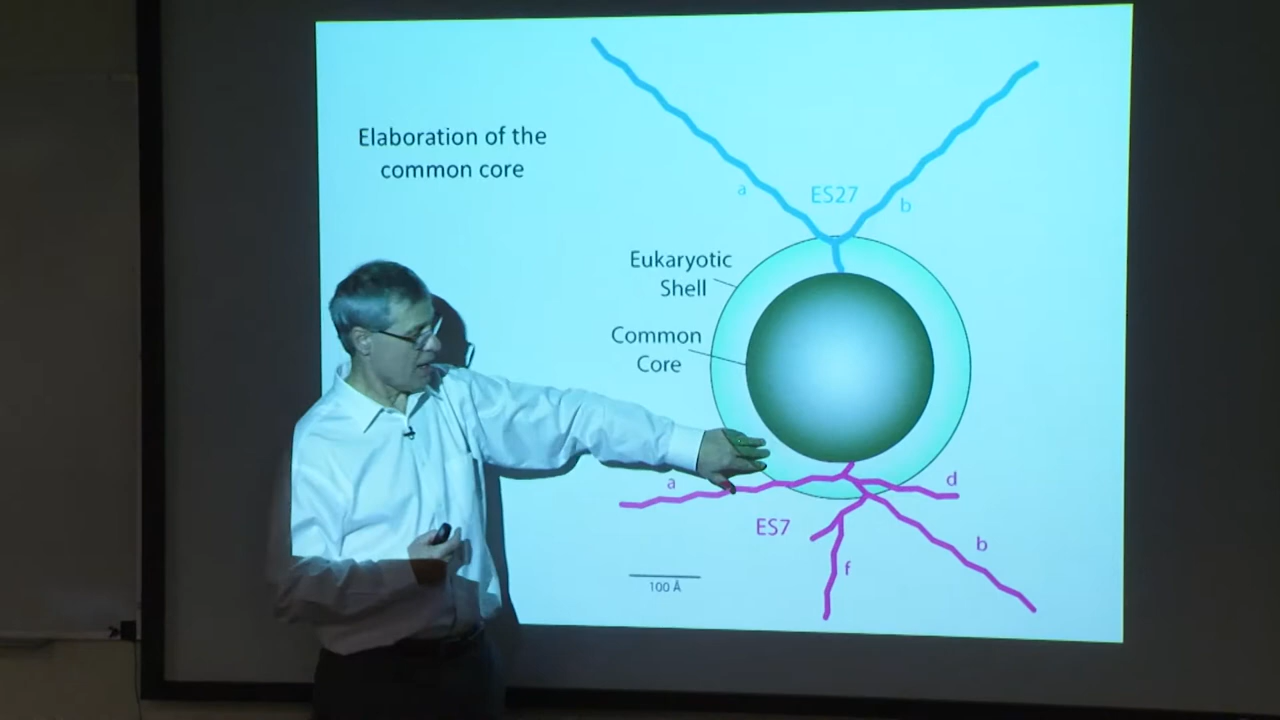 Elaboration of the
common core
a
ES27
b
Eukaryotic
Shell
Common
Core
a
d
ES7
b
f
100 Å